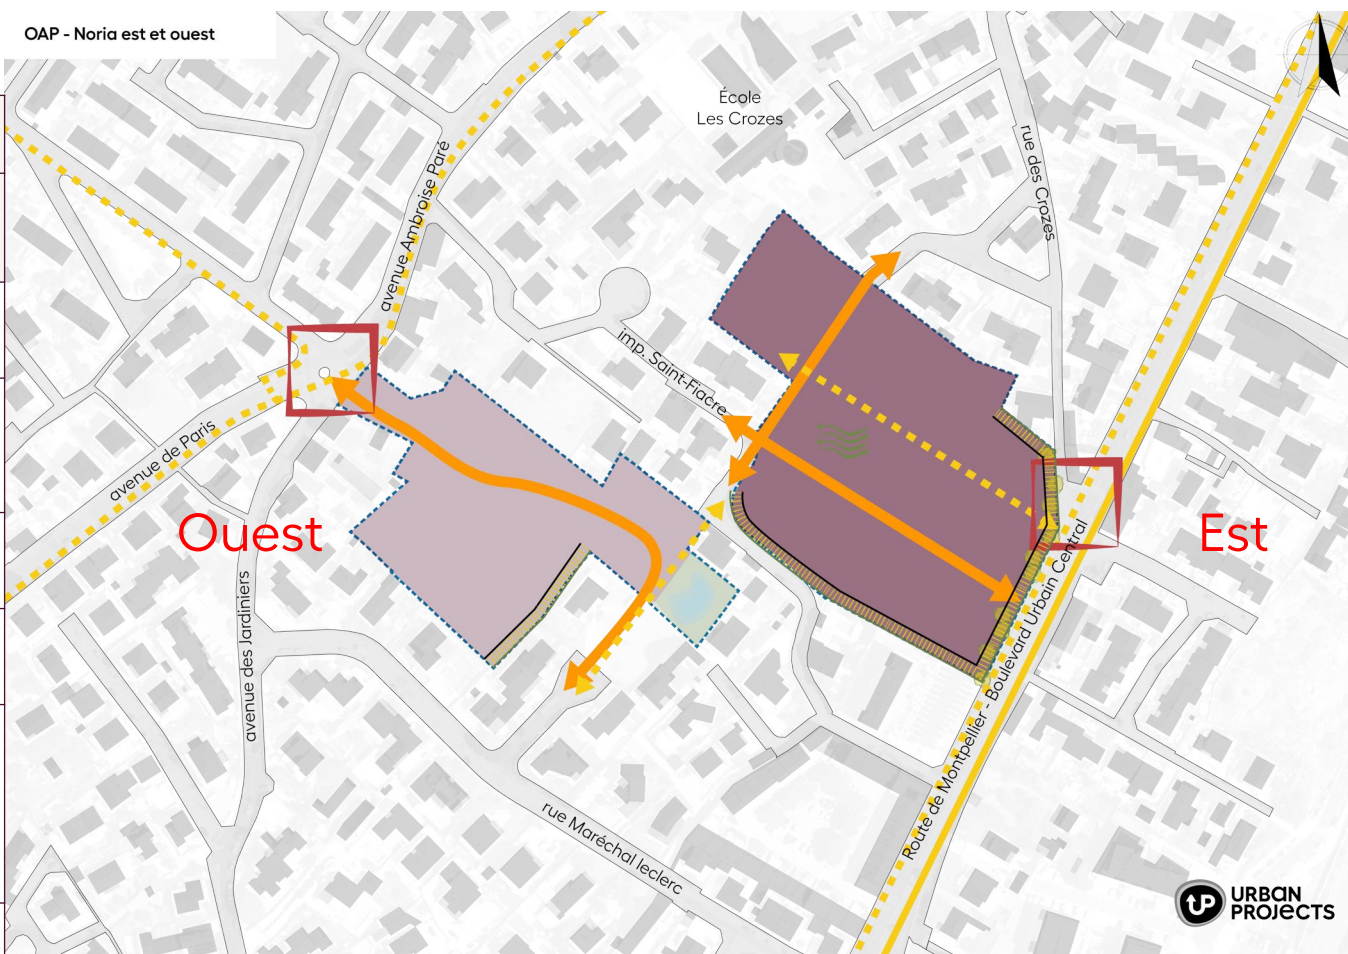 OAP - Noria est et ouest
École
Les Crozes
rue des Crozes
avenue Ambroise Paré
imp. Saint-Fiacre
avenue de Paris
Ouest
Est
avenue des Jardiniers
Route de Montpellier - Boulevard Urbain Central
rue Maréchal leclerc
UP
URBAN
PROJECTS